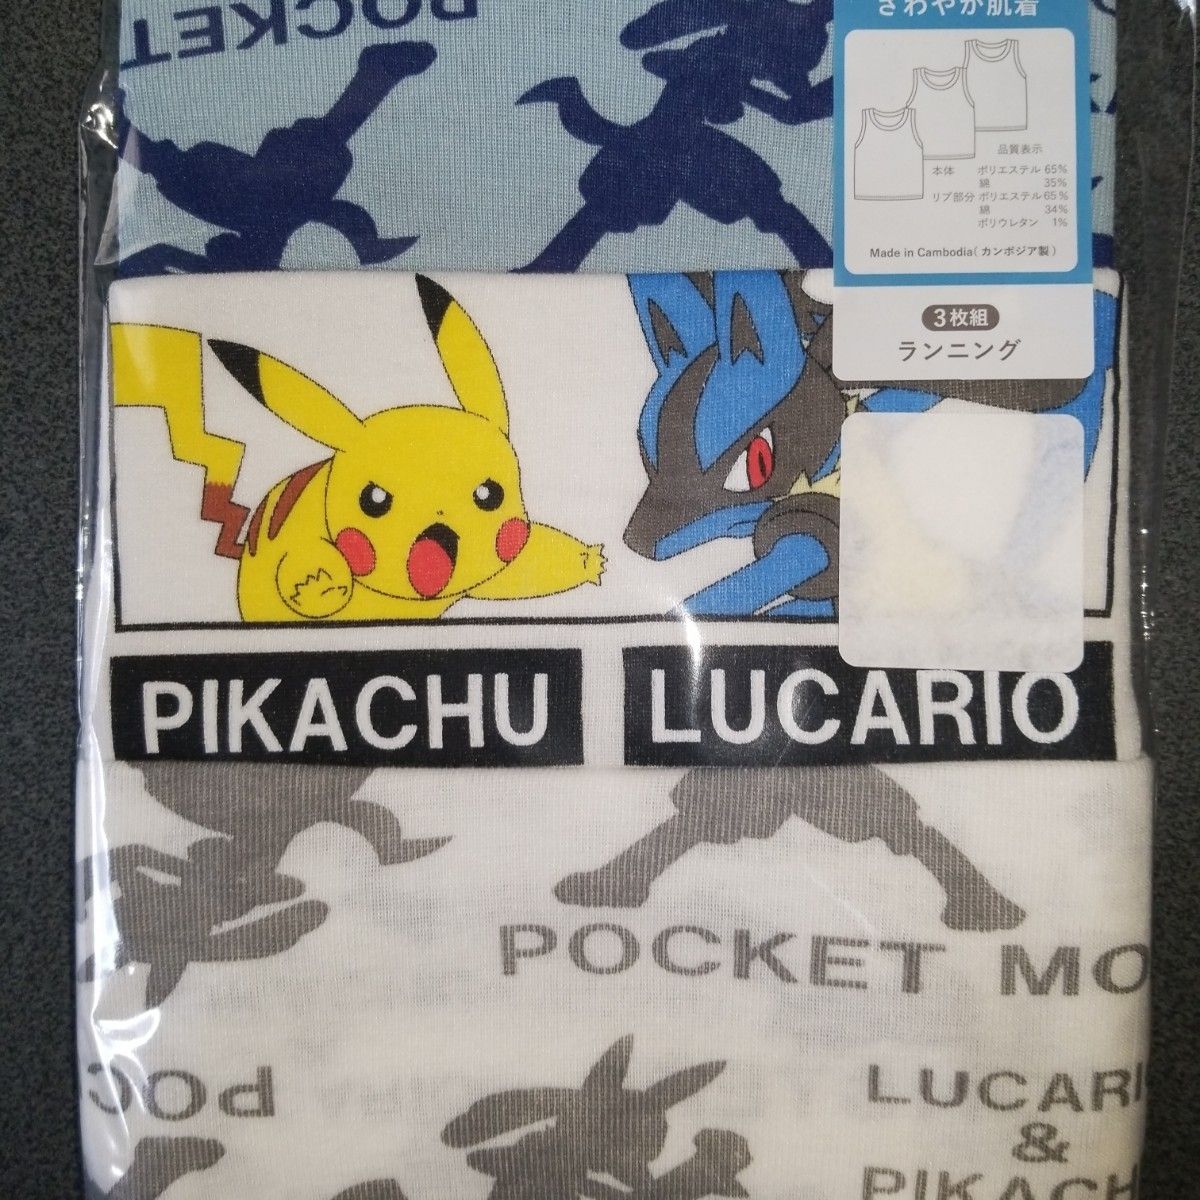 POCKET
さわやか肌着
品質表示
本体 ポリエステル 65%
綿 35%
リブ部分 ポリエステル 65%
綿 34%
ポリウレタン 1%
Made in Cambodia(カンボジア製)
3枚組
ランニング
PIKACHU
LUCARIO
POCKET MO
POC
LUCARI
&
PIKACH